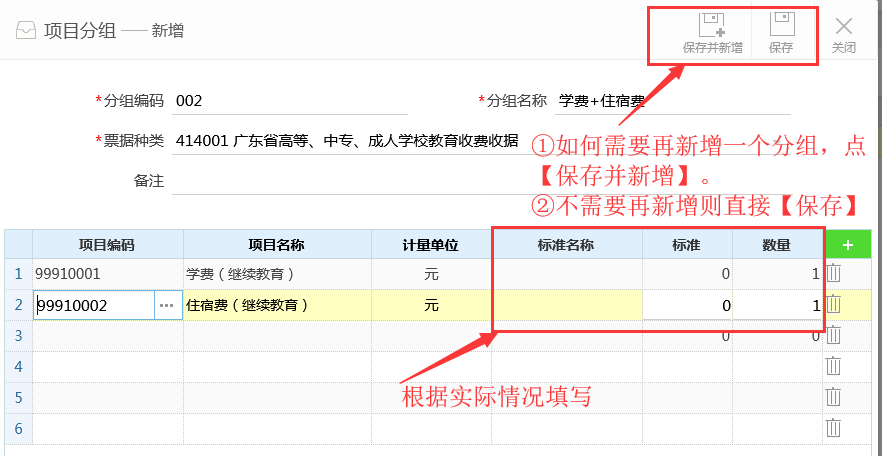 项目分组 —— 新增
保存并新增 保存 关闭
*分组编码 002 *分组名称 学费+住宿费
*票据种类 414001 广东省高等、中专、成人学校教育收费收据
备注
①如何需要再新增一个分组，点
【保存并新增】。
②不需要再新增则直接【保存】
项目编码 项目名称 计量单位 标准名称 标准 数量 +
1 99910001 学费（继续教育） 元 0 1
2 99910002 ... 住宿费（继续教育） 元 0 1
3 0 0
4
根据实际情况填写
5
6